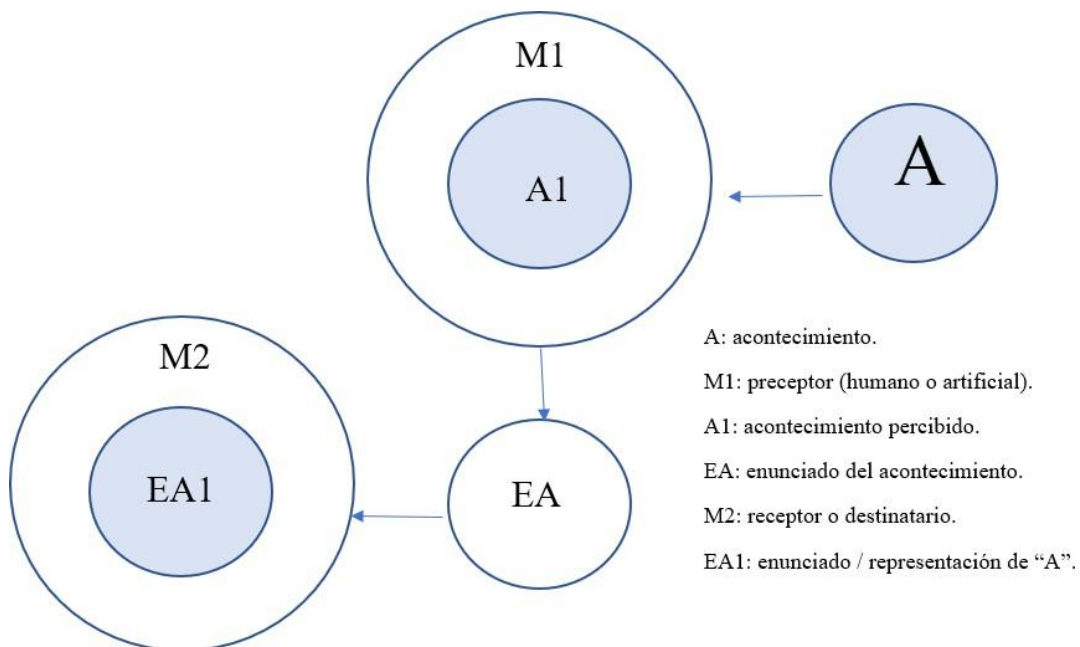 M1
A1
A
M2
EA1
EA
A: acontecimiento.
M1: preceptor (humano o artificial).
A1: acontecimiento percibido.
EA: enunciado del acontecimiento.
M2: receptor o destinatario.
EA1: enunciado / representación de “A”.